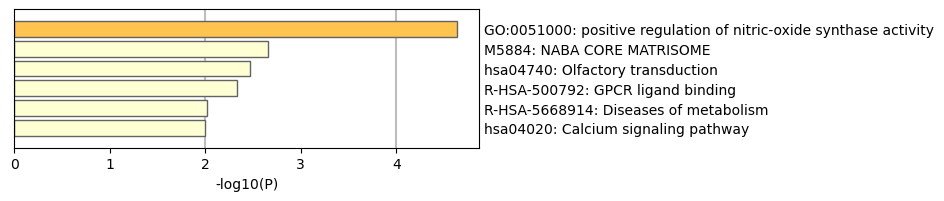 GO:0051000: positive regulation of nitric-oxide synthase activity
M5884: NABA CORE MATRISOME
hsa04740: Olfactory transduction
R-HSA-500792: GPCR ligand binding
R-HSA-5668914: Diseases of metabolism
hsa04020: Calcium signaling pathway
0 1 2 3 4
-log10(P)